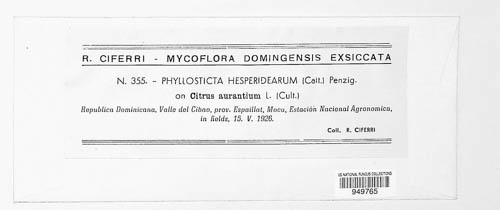 R. CIFERRI - MYCOFLORA DOMINGENSIS EXSICCATA
N. 355. - PHYLLOSTICTA HESPERIDEARUM (Catt.) Penzig.
on Citrus aurantium L. (Cult.)
Republica Dominicana, Valle del Cibao, prov. Espaillat, Moca, Estación Nacional Agronomica,
in fields, 15. V. 1926.
Coll. R. CIFERRI
US NATIONAL FUNGUS COLLECTIONS
949765